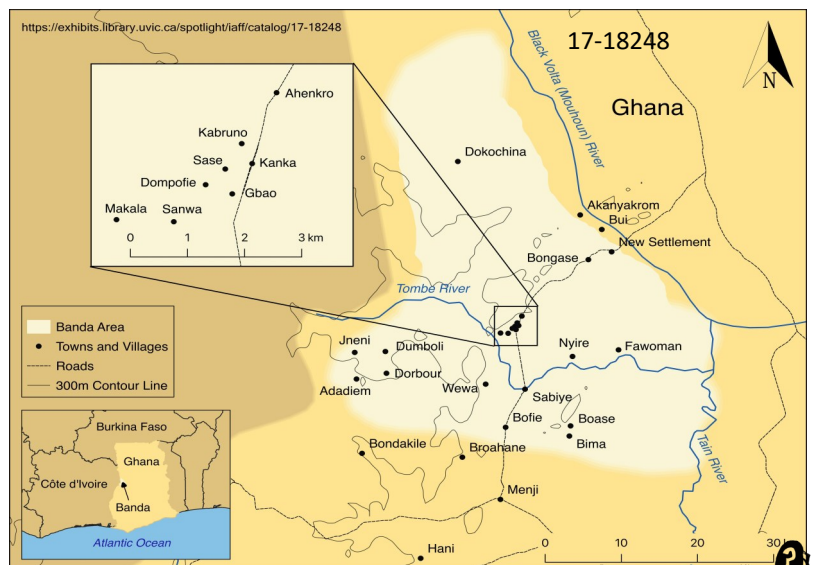 https://exhibits.library.uvic.ca/spotlight/iaff/catalog/17-18248
17-18248
N
Black Volta (Mouhoun) River
Ghana
Ahenkro
Kabruno
Kanka
Sase
Dompofie
Gbao
Makala
Sanwa
0 1 2 3 km
Dokochina
Akanyakrom
Bui
New Settlement
Bongase
Tombe River
Banda Area
Towns and Villages
Roads
300m Contour Line
Jneni
Dumboli
Dorbour
Adadiem
Wewa
Nyire
Fawoman
Sabiye
Bofie
Boase
Bima
Bondakile
Broahane
Tain River
Menji
Hani
Burkina Faso
Ghana
Côte d'Ivoire
Banda
Atlantic Ocean
0 10 20 30